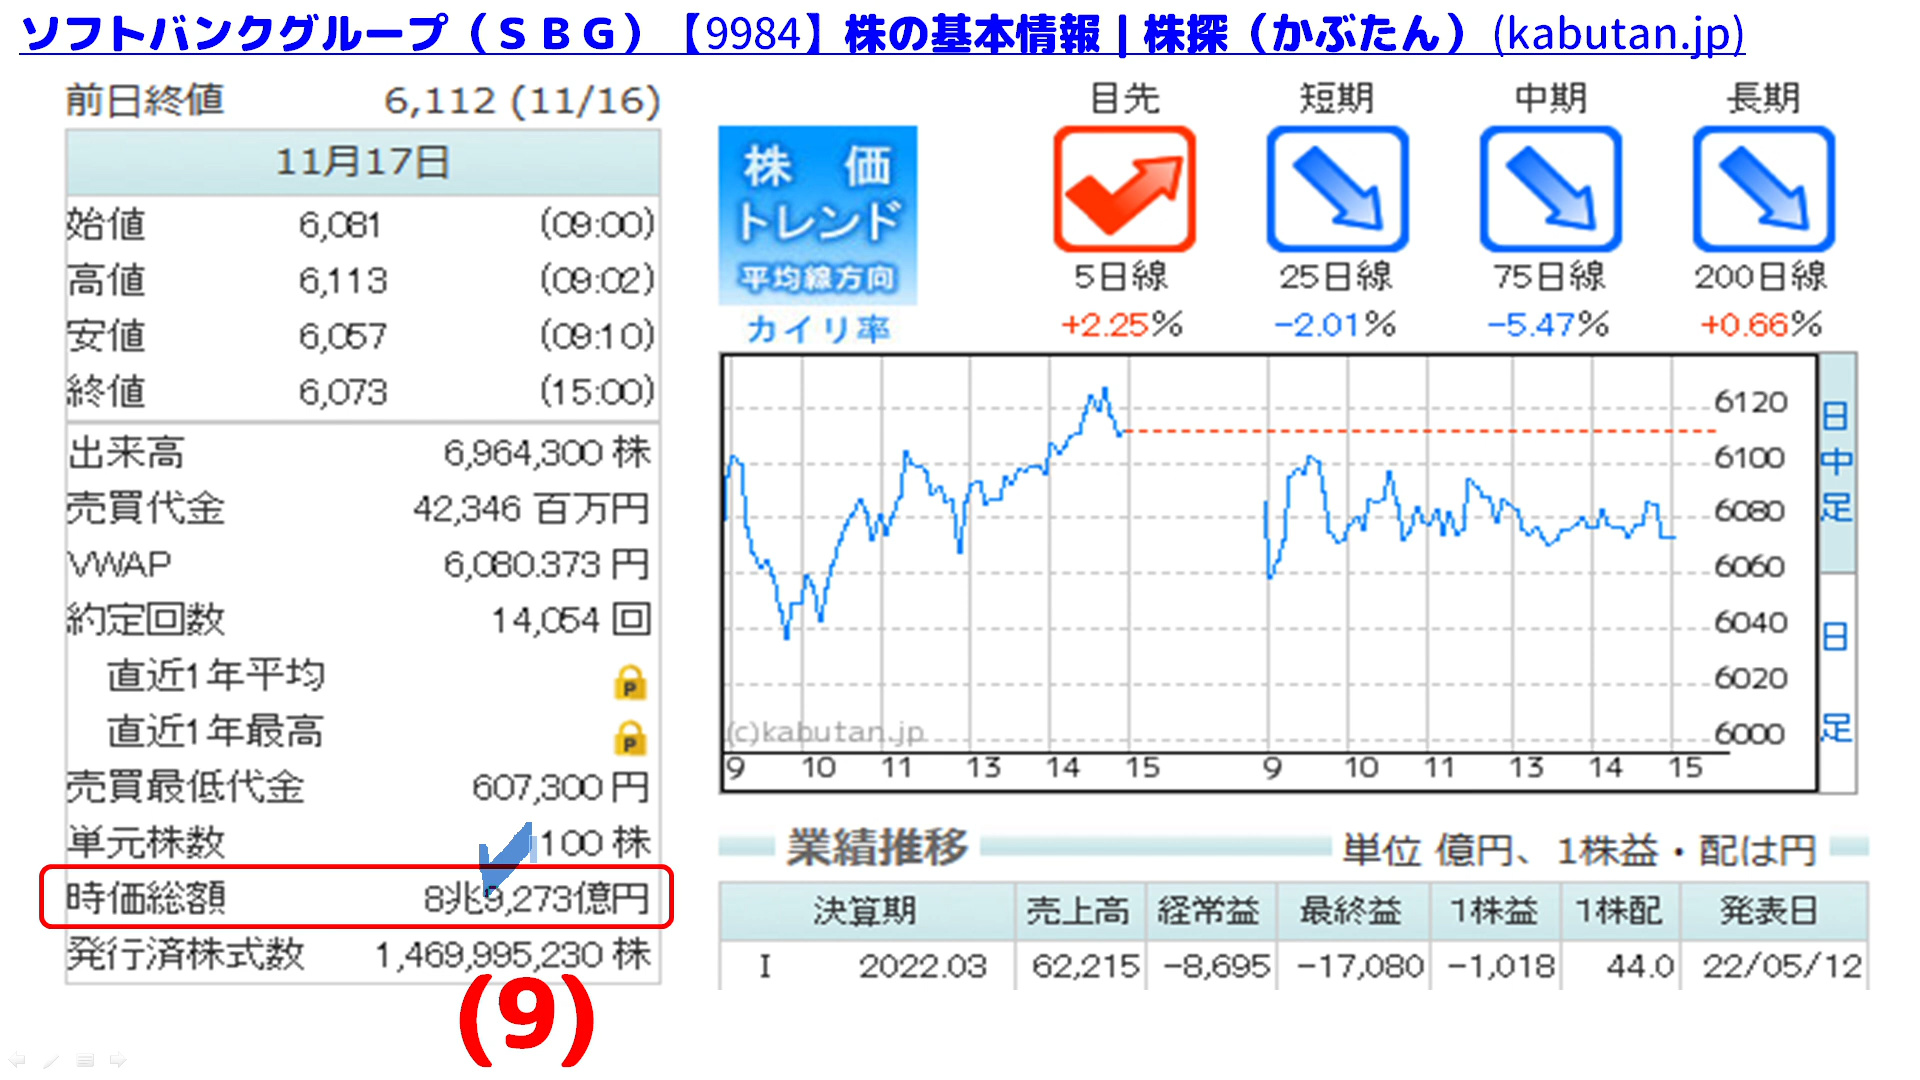 ソフトバンクグループ（ＳＢＧ）【9984】株の基本情報 | 株探（かぶたん） (kabutan.jp)
前日終値 6,112 (11/16)
11月17日
始値 6,081 (09:00)
高値 6,113 (09:02)
安値 6,057 (09:10)
終値 6,073 (15:00)
出来高 6,964,300 株
売買代金 42,346 百万円
VWAP 6,080.373 円
約定回数 14,054 回
直近1年平均 P
直近1年最高 P
売買最低代金 607,300 円
単元株数 100 株
時価総額 8兆9,273億円
発行済株式数 1,469,995,230 株
(9)
株価
トレンド
平均線方向
カイリ率
目先 短期 中期 長期
5日線 25日線 75日線 200日線
+2.25% -2.01% -5.47% +0.66%
6120
6100
6080
6060
6040
6020
6000
(c)kabutan.jp
9 10 11 13 14 15 9 10 11 13 14 15
日中足
日足
業績推移 単位 億円、1株益・配は円
決算期 売上高 経常益 最終益 1株益 1株配 発表日
I 2022.03 62,215 -8,695 -17,080 -1,018 44.0 22/05/12